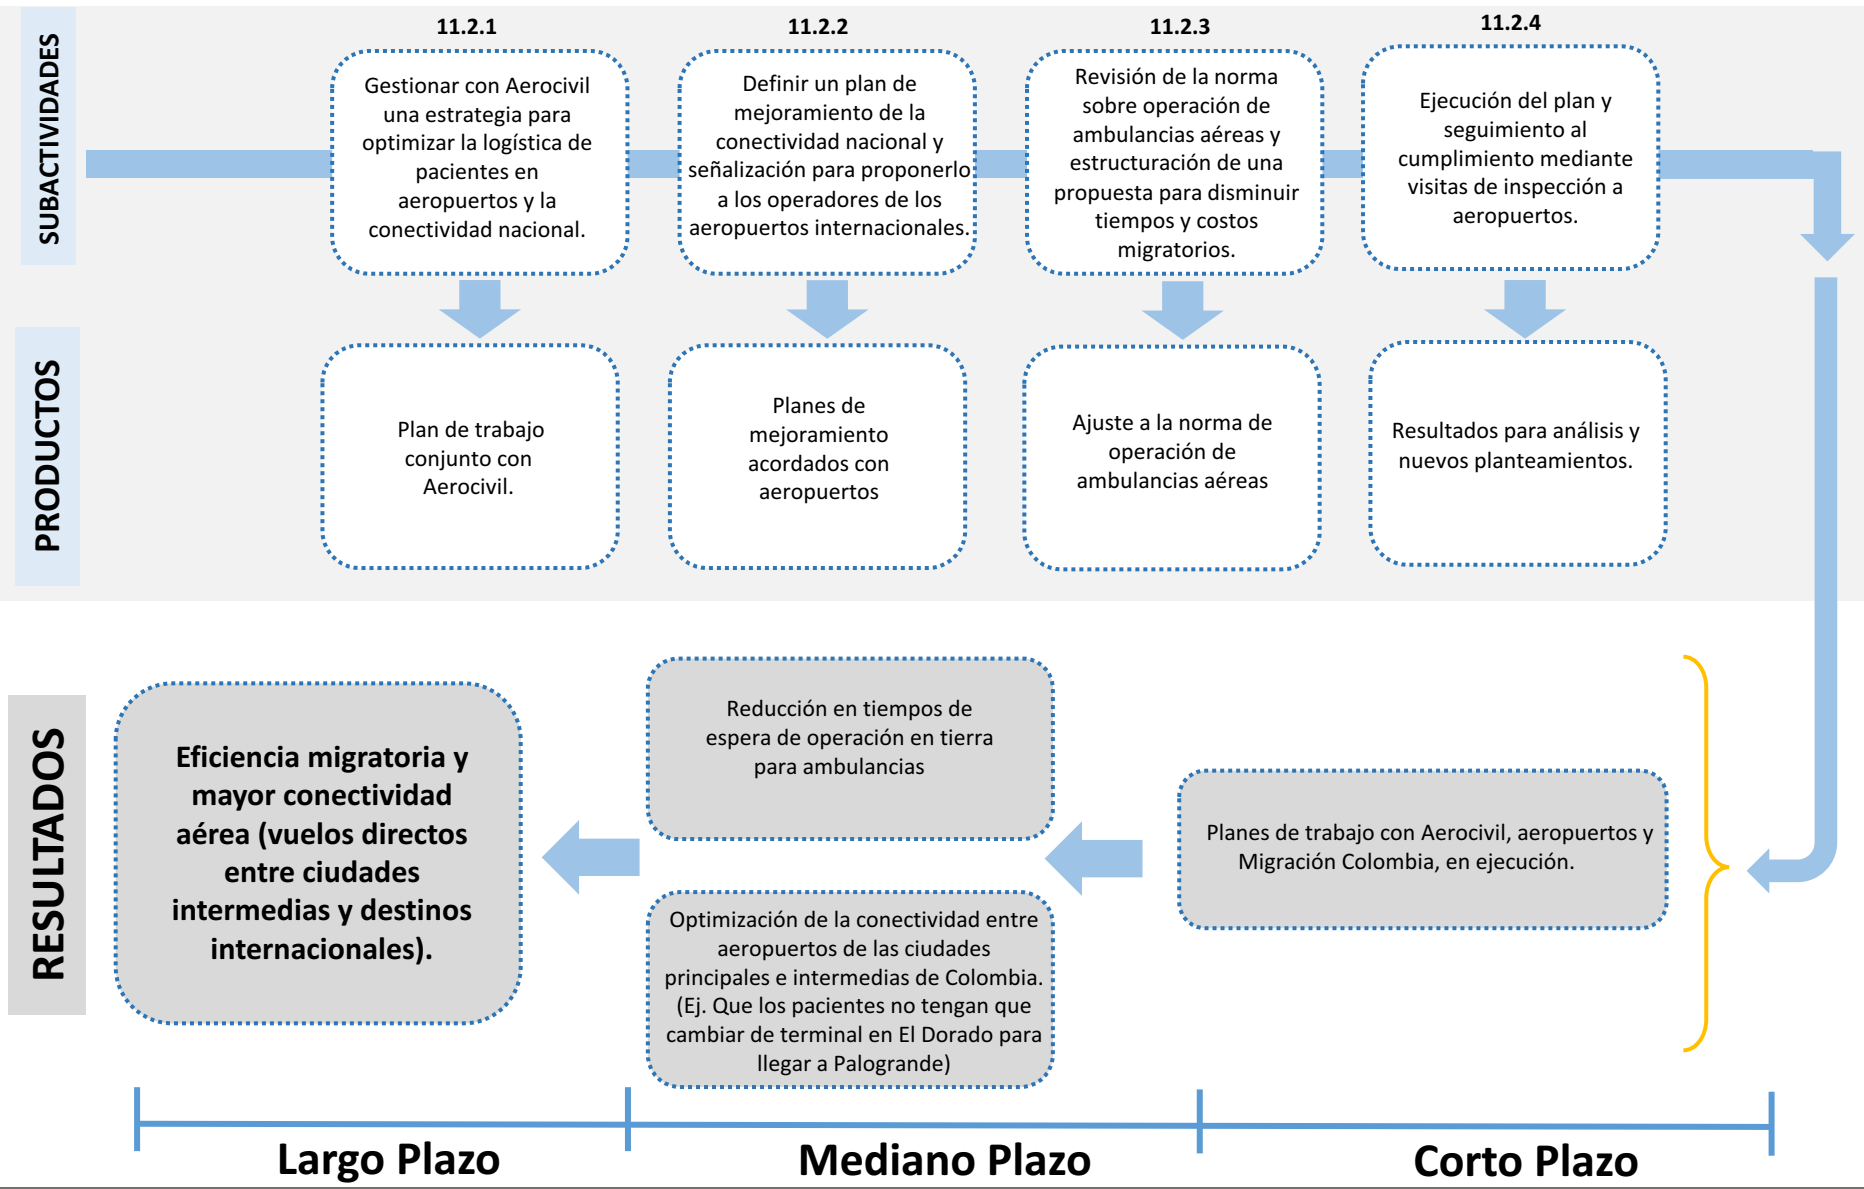 SUBACTIVIDADES
11.2.1
Gestionar con Aerocivil
una estrategia para
optimizar la logística de
pacientes en
aeropuertos y la
conectividad nacional.
11.2.2
Definir un plan de
mejoramiento de la
conectividad nacional y
señalización para proponerlo
a los operadores de los
aeropuertos internacionales.
11.2.3
Revisión de la norma
sobre operación de
ambulancias aéreas y
estructuración de una
propuesta para disminuir
tiempos y costos
migratorios.
11.2.4
Ejecución del plan y
seguimiento al
cumplimiento mediante
visitas de inspección a
aeropuertos.
PRODUCTOS
Plan de trabajo
conjunto con
Aerocivil.
Planes de
mejoramiento
acordados con
aeropuertos
Ajuste a la norma de
operación de
ambulancias aéreas
Resultados para análisis y
nuevos planteamientos.
RESULTADOS
Eficiencia migratoria y
mayor conectividad
aérea (vuelos directos
entre ciudades
intermedias y destinos
internacionales).
Reducción en tiempos de
espera de operación en tierra
para ambulancias
Optimización de la conectividad entre
aeropuertos de las ciudades
principales e intermedias de Colombia.
(Ej. Que los pacientes no tengan que
cambiar de terminal en El Dorado para
llegar a Palogrande)
Planes de trabajo con Aerocivil, aeropuertos y
Migración Colombia, en ejecución.
Largo Plazo
Mediano Plazo
Corto Plazo